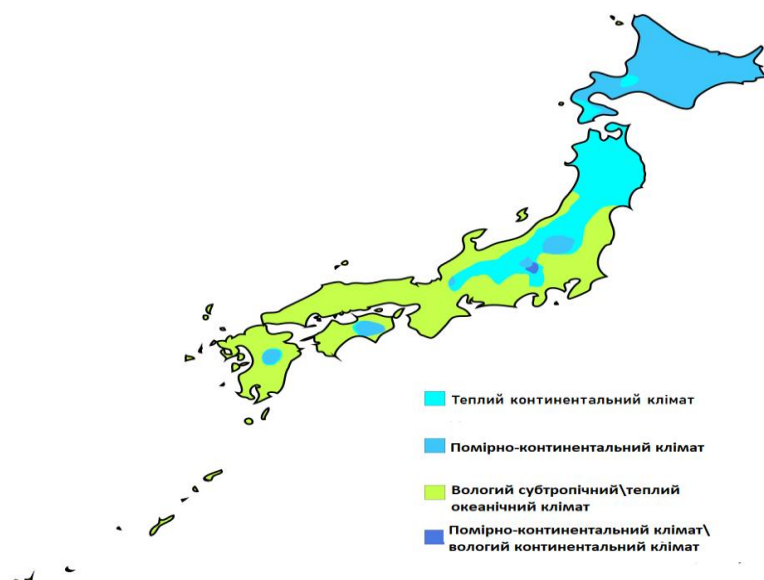 Теплий континентальний клімат
Помірно-континентальний клімат
Вологий субтропічний\теплий
океанічний клімат
Помірно-континентальний клімат\
вологий континентальний клімат